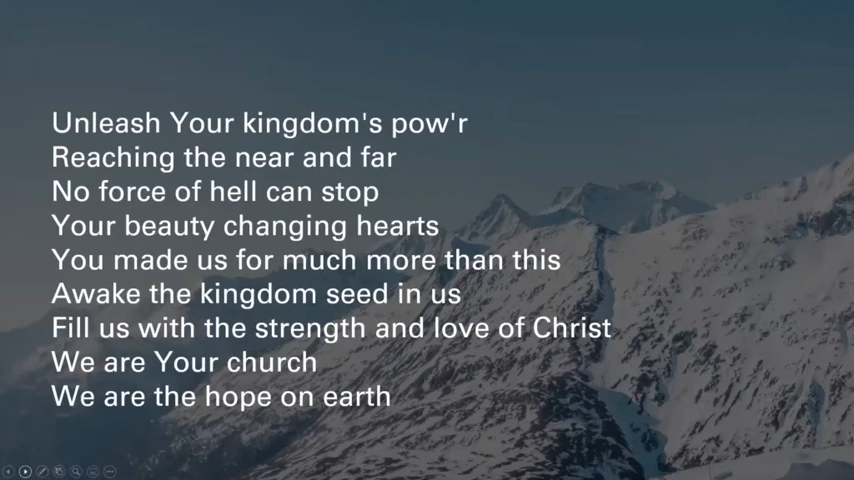 Unleash Your kingdom's pow'r
Reaching the near and far
No force of hell can stop
Your beauty changing hearts
You made us for much more than this
Awake the kingdom seed in us
Fill us with the strength and love of Christ
We are Your church
We are the hope on earth